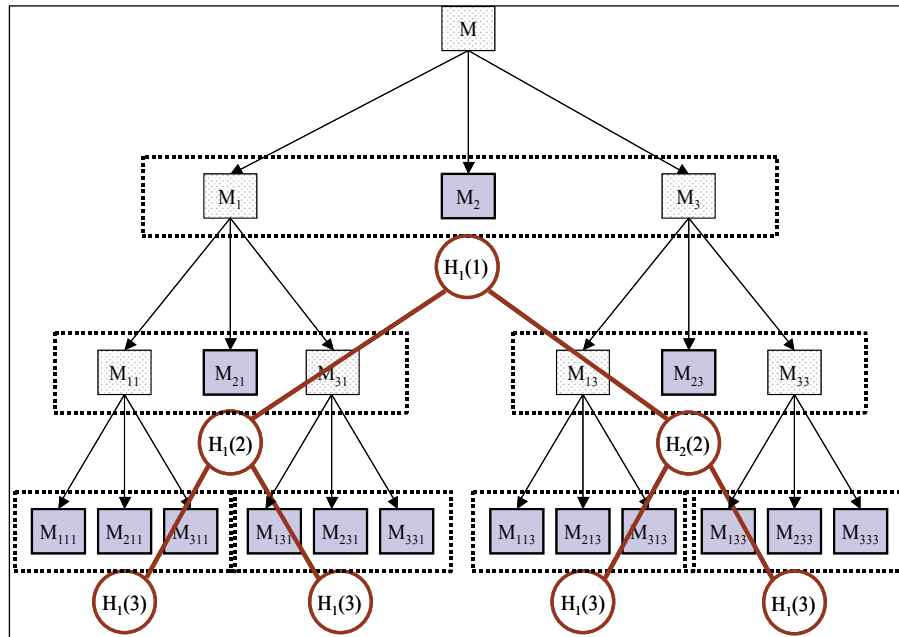 M
M₁ M₂ M₃
H₁(1)
M₁₁ M₂₁ M₃₁ M₁₃ M₂₃ M₃₃
H₁(2) H₂(2)
M₁₁₁ M₂₁₁ M₃₁₁ M₁₃₁ M₂₃₁ M₃₃₁ M₁₁₃ M₂₁₃ M₃₁₃ M₁₃₃ M₂₃₃ M₃₃₃
H₁(3) H₁(3) H₁(3) H₁(3)